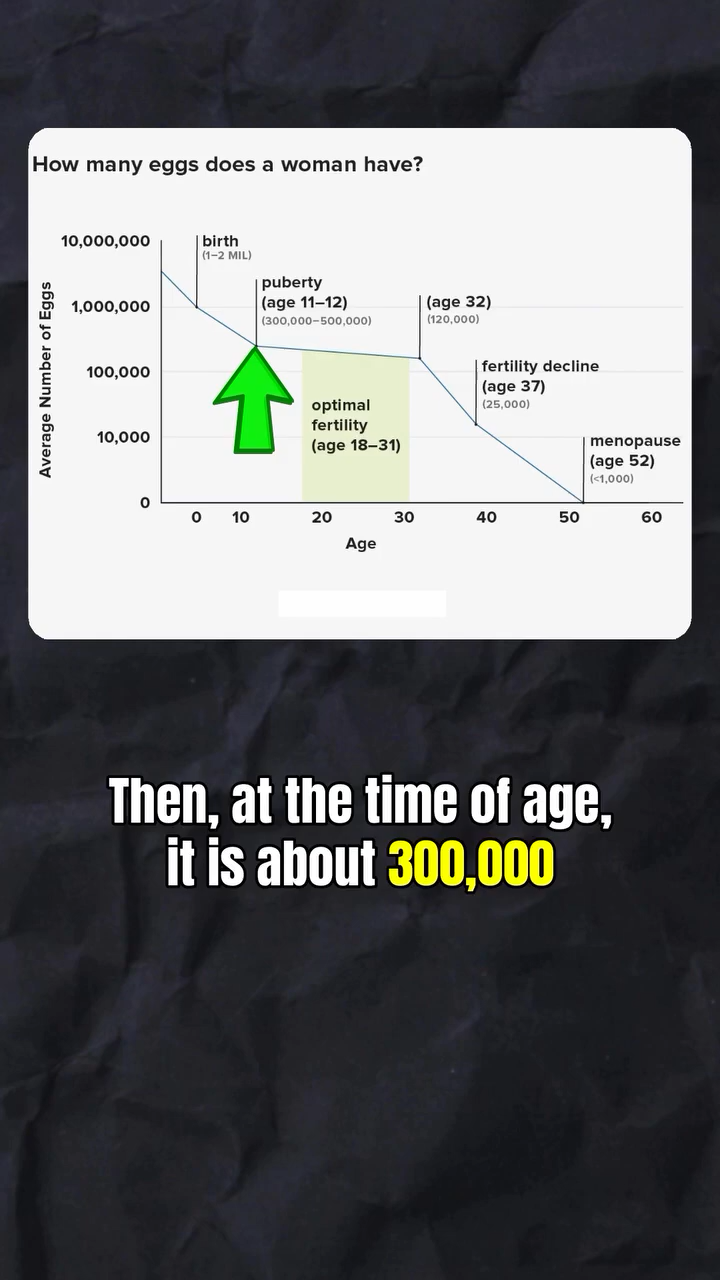 How many eggs does a woman have?
Average Number of Eggs
10,000,000
1,000,000
100,000
10,000
0
birth
(1–2 MIL)
puberty
(age 11–12)
(300,000–500,000)
(age 32)
(120,000)
fertility decline
(age 37)
(25,000)
optimal
fertility
(age 18–31)
menopause
(age 52)
(<1,000)
0 10 20 30 40 50 60
Age
Then, at the time of age,
it is about 300,000